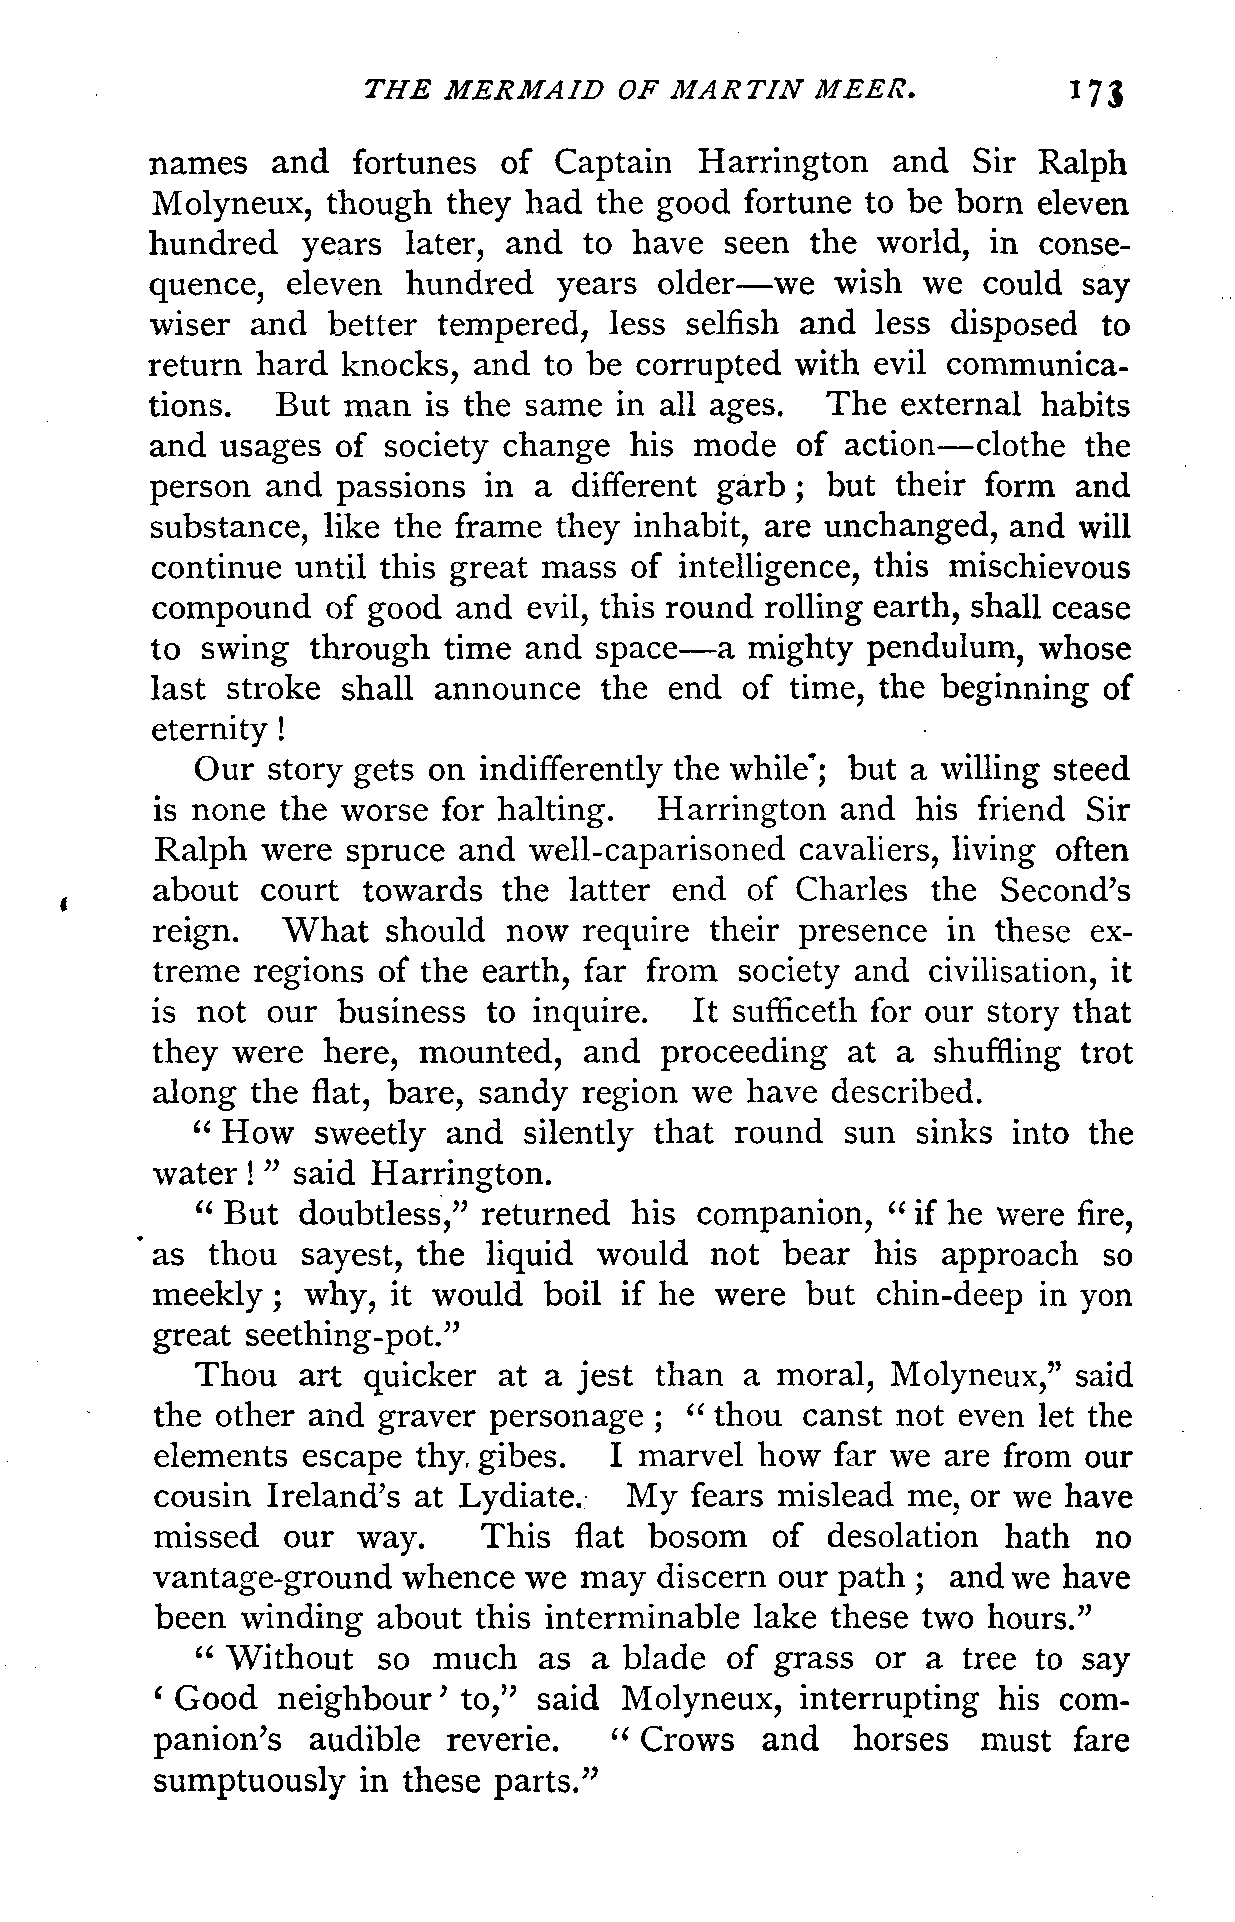 THE MERMAID OF MARTIN MEER. 173
names and fortunes of Captain Harrington and Sir Ralph
Molyneux, though they had the good fortune to be born eleven
hundred years later, and to have seen the world, in conse-
quence, eleven hundred years older—we wish we could say
wiser and better tempered, less selfish and less disposed to
return hard knocks, and to be corrupted with evil communica-
tions. But man is the same in all ages. The external habits
and usages of society change his mode of action—clothe the
person and passions in a different garb ; but their form and
substance, like the frame they inhabit, are unchanged, and will
continue until this great mass of intelligence, this mischievous
compound of good and evil, this round rolling earth, shall cease
to swing through time and space—a mighty pendulum, whose
last stroke shall announce the end of time, the beginning of
eternity !
Our story gets on indifferently the while ; but a willing steed
is none the worse for halting. Harrington and his friend Sir
Ralph were spruce and well-caparisoned cavaliers, living often
about court towards the latter end of Charles the Second's
reign. What should now require their presence in these ex-
treme regions of the earth, far from society and civilisation, it
is not our business to inquire. It sufficeth for our story that
they were here, mounted, and proceeding at a shuffling trot
along the flat, bare, sandy region we have described.
“ How sweetly and silently that round sun sinks into the
water ! ” said Harrington.
“ But doubtless,” returned his companion, “ if he were fire,
as thou sayest, the liquid would not bear his approach so
meekly ; why, it would boil if he were but chin-deep in yon
great seething-pot.”
Thou art quicker at a jest than a moral, Molyneux,” said
the other and graver personage ; “ thou canst not even let the
elements escape thy gibes. I marvel how far we are from our
cousin Ireland's at Lydiate. My fears mislead me, or we have
missed our way. This flat bosom of desolation hath no
vantage-ground whence we may discern our path ; and we have
been winding about this interminable lake these two hours.”
“ Without so much as a blade of grass or a tree to say
‘ Good neighbour ’ to,” said Molyneux, interrupting his com-
panion's audible reverie. “ Crows and horses must fare
sumptuously in these parts.”